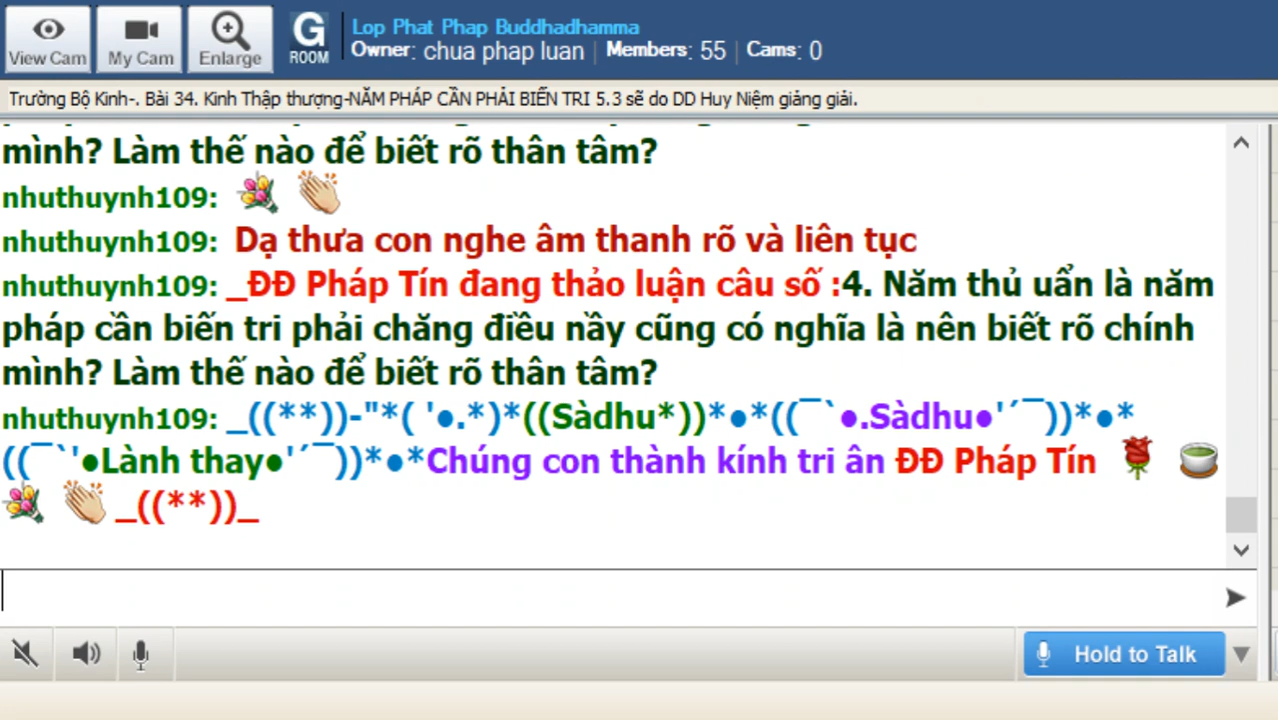 View Cam
My Cam
Enlarge
G
ROOM
Lop Phat Phap Buddhadhamma
Owner: chua phap luan | Members: 55 | Cams: 0
Trường Bộ Kinh-. Bài 34. Kinh Thập thượng-NĂM PHÁP CẦN PHẢI BIẾN TRI 5.3 sẽ do DD Huy Niệm giảng giải.
mình? Làm thế nào để biết rõ thân tâm?
nhuthuynh109:
nhuthuynh109: Dạ thưa con nghe âm thanh rõ và liên tục
nhuthuynh109: _ĐĐ Pháp Tín đang thảo luận câu số :4. Năm thủ uẩn là năm
pháp cần biến tri phải chăng điều nầy cũng có nghĩa là nên biết rõ chính
mình? Làm thế nào để biết rõ thân tâm?
nhuthuynh109: _((**))-"*( '●.*)*((Sàdhu*))*●*((¯`●.Sàdhu●'´¯))*●*
((¯`'●Lành thay●'´¯))*●*Chúng con thành kính tri ân ĐĐ Pháp Tín
_((**))_
Hold to Talk